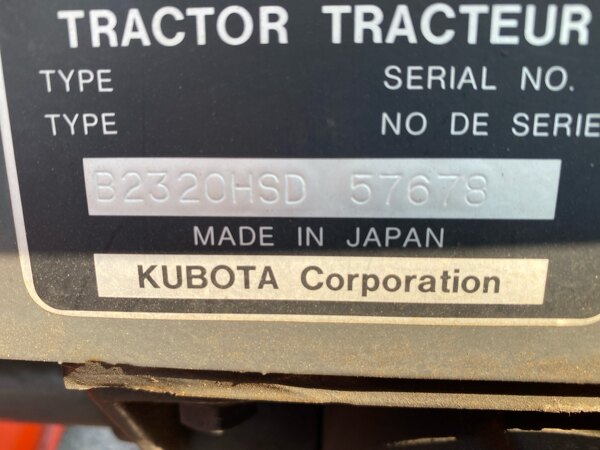 TRACTOR TRACTEUR
TYPE SERIAL NO.
TYPE NO DE SERIE
B2320HSD 57678
MADE IN JAPAN
KUBOTA Corporation